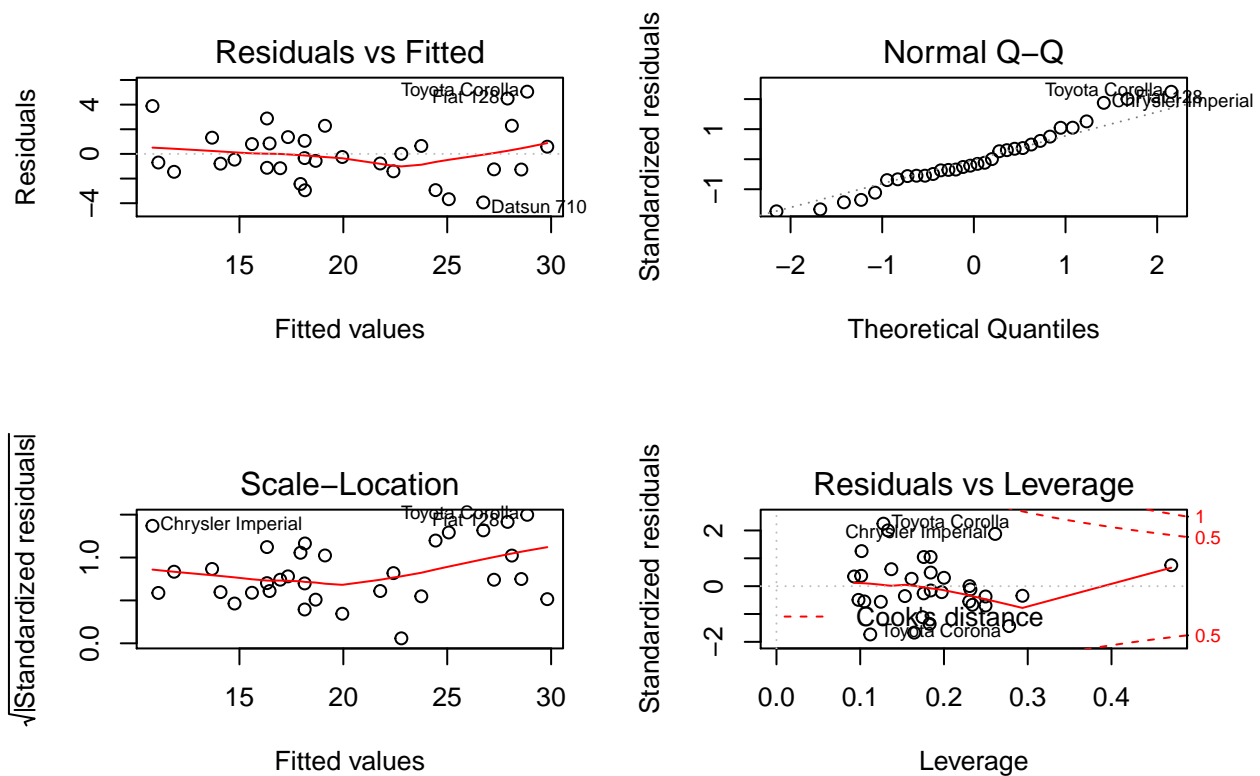 Residuals vs Fitted
Residuals
4
0
−4
Toyota Corolla
Fiat 128
Datsun 710
15
20
25
30
Fitted values
Normal Q−Q
Standardized residuals
1
−1
Toyota Corolla
Fiat 128
Chrysler Imperial
−2
−1
0
1
2
Theoretical Quantiles
Scale−Location
√|Standardized residuals|
1.0
0.0
Chrysler Imperial
Toyota Corolla
Fiat 128
15
20
25
30
Fitted values
Residuals vs Leverage
Standardized residuals
2
0
−2
Toyota Corolla
Chrysler Imperial
Cook's distance
Toyota Corona
1
0.5
0.5
0.0
0.1
0.2
0.3
0.4
Leverage